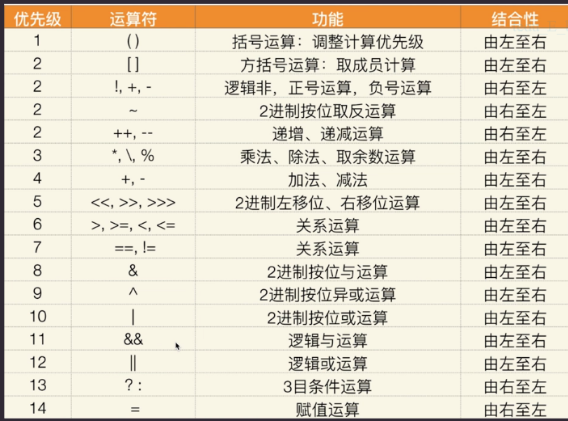 优先级 运算符 功能 结合性
1 ( ) 括号运算：调整计算优先级 由左至右
2 [ ] 方括号运算：取成员计算 由左至右
2 !, +, - 逻辑非，正号运算，负号运算 由右至左
2 ~ 2进制按位取反运算 由右至左
2 ++, -- 递增、递减运算 由右至左
3 *, \, % 乘法、除法、取余数运算 由左至右
4 +, - 加法、减法 由左至右
5 <<, >>, >>> 2进制左移位、右移位运算 由左至右
6 >, >=, <, <= 关系运算 由左至右
7 ==, != 关系运算 由左至右
8 & 2进制按位与运算 由左至右
9 ^ 2进制按位异或运算 由左至右
10 | 2进制按位或运算 由左至右
11 && 逻辑与运算 由左至右
12 || 逻辑或运算 由左至右
13 ? : 3目条件运算 由右至左
14 = 赋值运算 由右至左